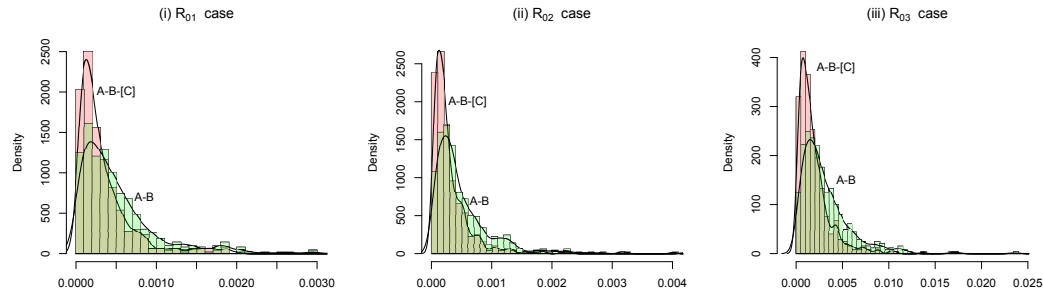 (i) R01 case
Density
2500
2000
1500
1000
500
0
A-B-[C]
A-B
0.0000 0.0010 0.0020 0.0030
(ii) R02 case
Density
2500
2000
1500
1000
500
0
A-B-[C]
A-B
0.000 0.001 0.002 0.003 0.004
(iii) R03 case
Density
400
300
200
100
0
A-B-[C]
A-B
0.000 0.005 0.010 0.015 0.020 0.025